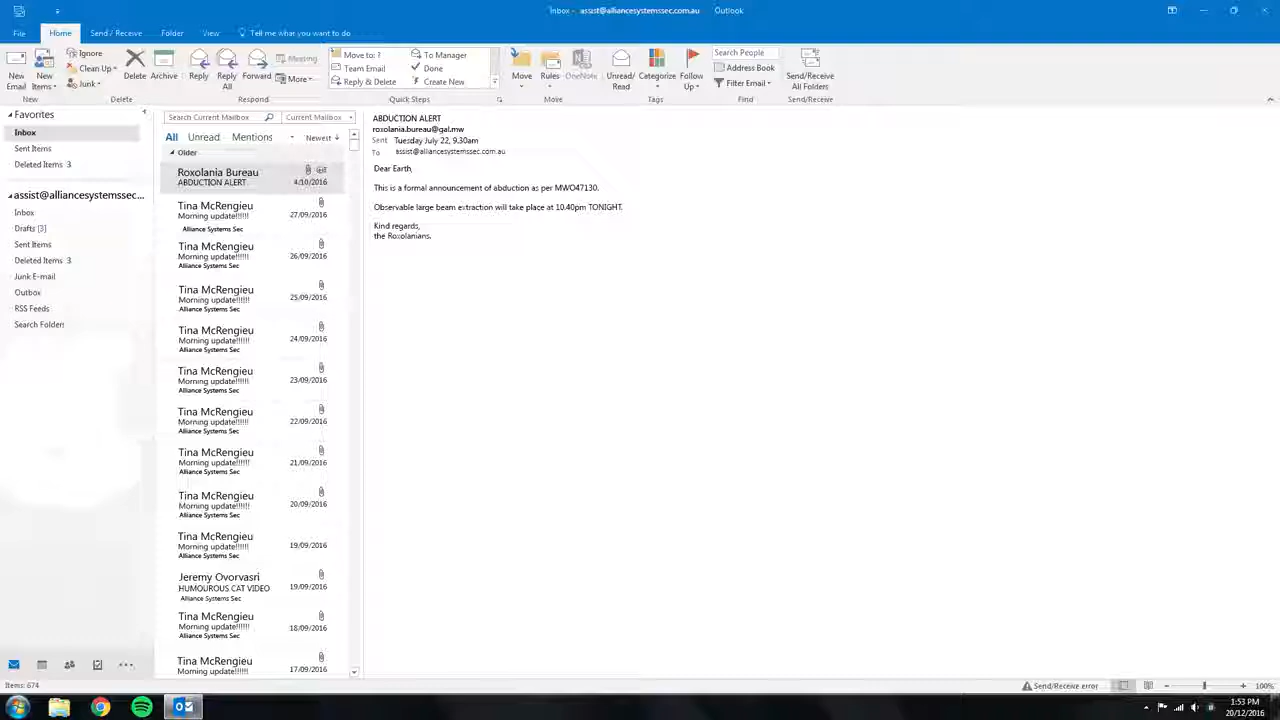 Inbox - assist@alliancesystemssec.com.au - Outlook
File Home Send / Receive Folder View Tell me what you want to do
New Email
New Items
Ignore
Clean Up
Junk
Delete
Archive
Reply
Reply All
Forward
Meeting
More
Move to: ?
Team Email
Reply & Delete
To Manager
Done
Create New
Move
Rules
OneNote
Unread/ Read
Categorize
Follow Up
Search People
Address Book
Filter Email
Send/Receive All Folders
New Delete Respond Quick Steps Move Tags Find Send/Receive
Favorites
Inbox
Sent Items
Deleted Items 3
assist@alliancesystemssec...
Inbox
Drafts [3]
Sent Items
Deleted Items 3
Junk E-mail
Outbox
RSS Feeds
Search Folders
Search Current Mailbox Current Mailbox
All Unread Mentions Newest
Older
Roxolania Bureau
ABDUCTION ALERT 4/10/2016
Tina McRengieu
Morning update!!!!!! 27/09/2016
Alliance Systems Sec
Tina McRengieu
Morning update!!!!!! 26/09/2016
Alliance Systems Sec
Tina McRengieu
Morning update!!!!!! 25/09/2016
Alliance Systems Sec
Tina McRengieu
Morning update!!!!!! 24/09/2016
Alliance Systems Sec
Tina McRengieu
Morning update!!!!!! 23/09/2016
Alliance Systems Sec
Tina McRengieu
Morning update!!!!!! 22/09/2016
Alliance Systems Sec
Tina McRengieu
Morning update!!!!!! 21/09/2016
Alliance Systems Sec
Tina McRengieu
Morning update!!!!!! 20/09/2016
Alliance Systems Sec
Tina McRengieu
Morning update!!!!!! 19/09/2016
Alliance Systems Sec
Jeremy Ovorvasri
HUMOUROUS CAT VIDEO 19/09/2016
Alliance Systems Sec
Tina McRengieu
Morning update!!!!!! 18/09/2016
Alliance Systems Sec
Tina McRengieu
Morning update!!!!!! 17/09/2016
ABDUCTION ALERT
roxolania.bureau@gal.mw
Sent Tuesday July 22, 9.30am
To assist@alliancesystemssec.com.au
Dear Earth,
This is a formal announcement of abduction as per MWO47130.
Observable large beam extraction will take place at 10.40pm TONIGHT.
Kind regards,
the Roxolanians.
Items: 674 Send/Receive error 100%
1:53 PM
20/12/2016